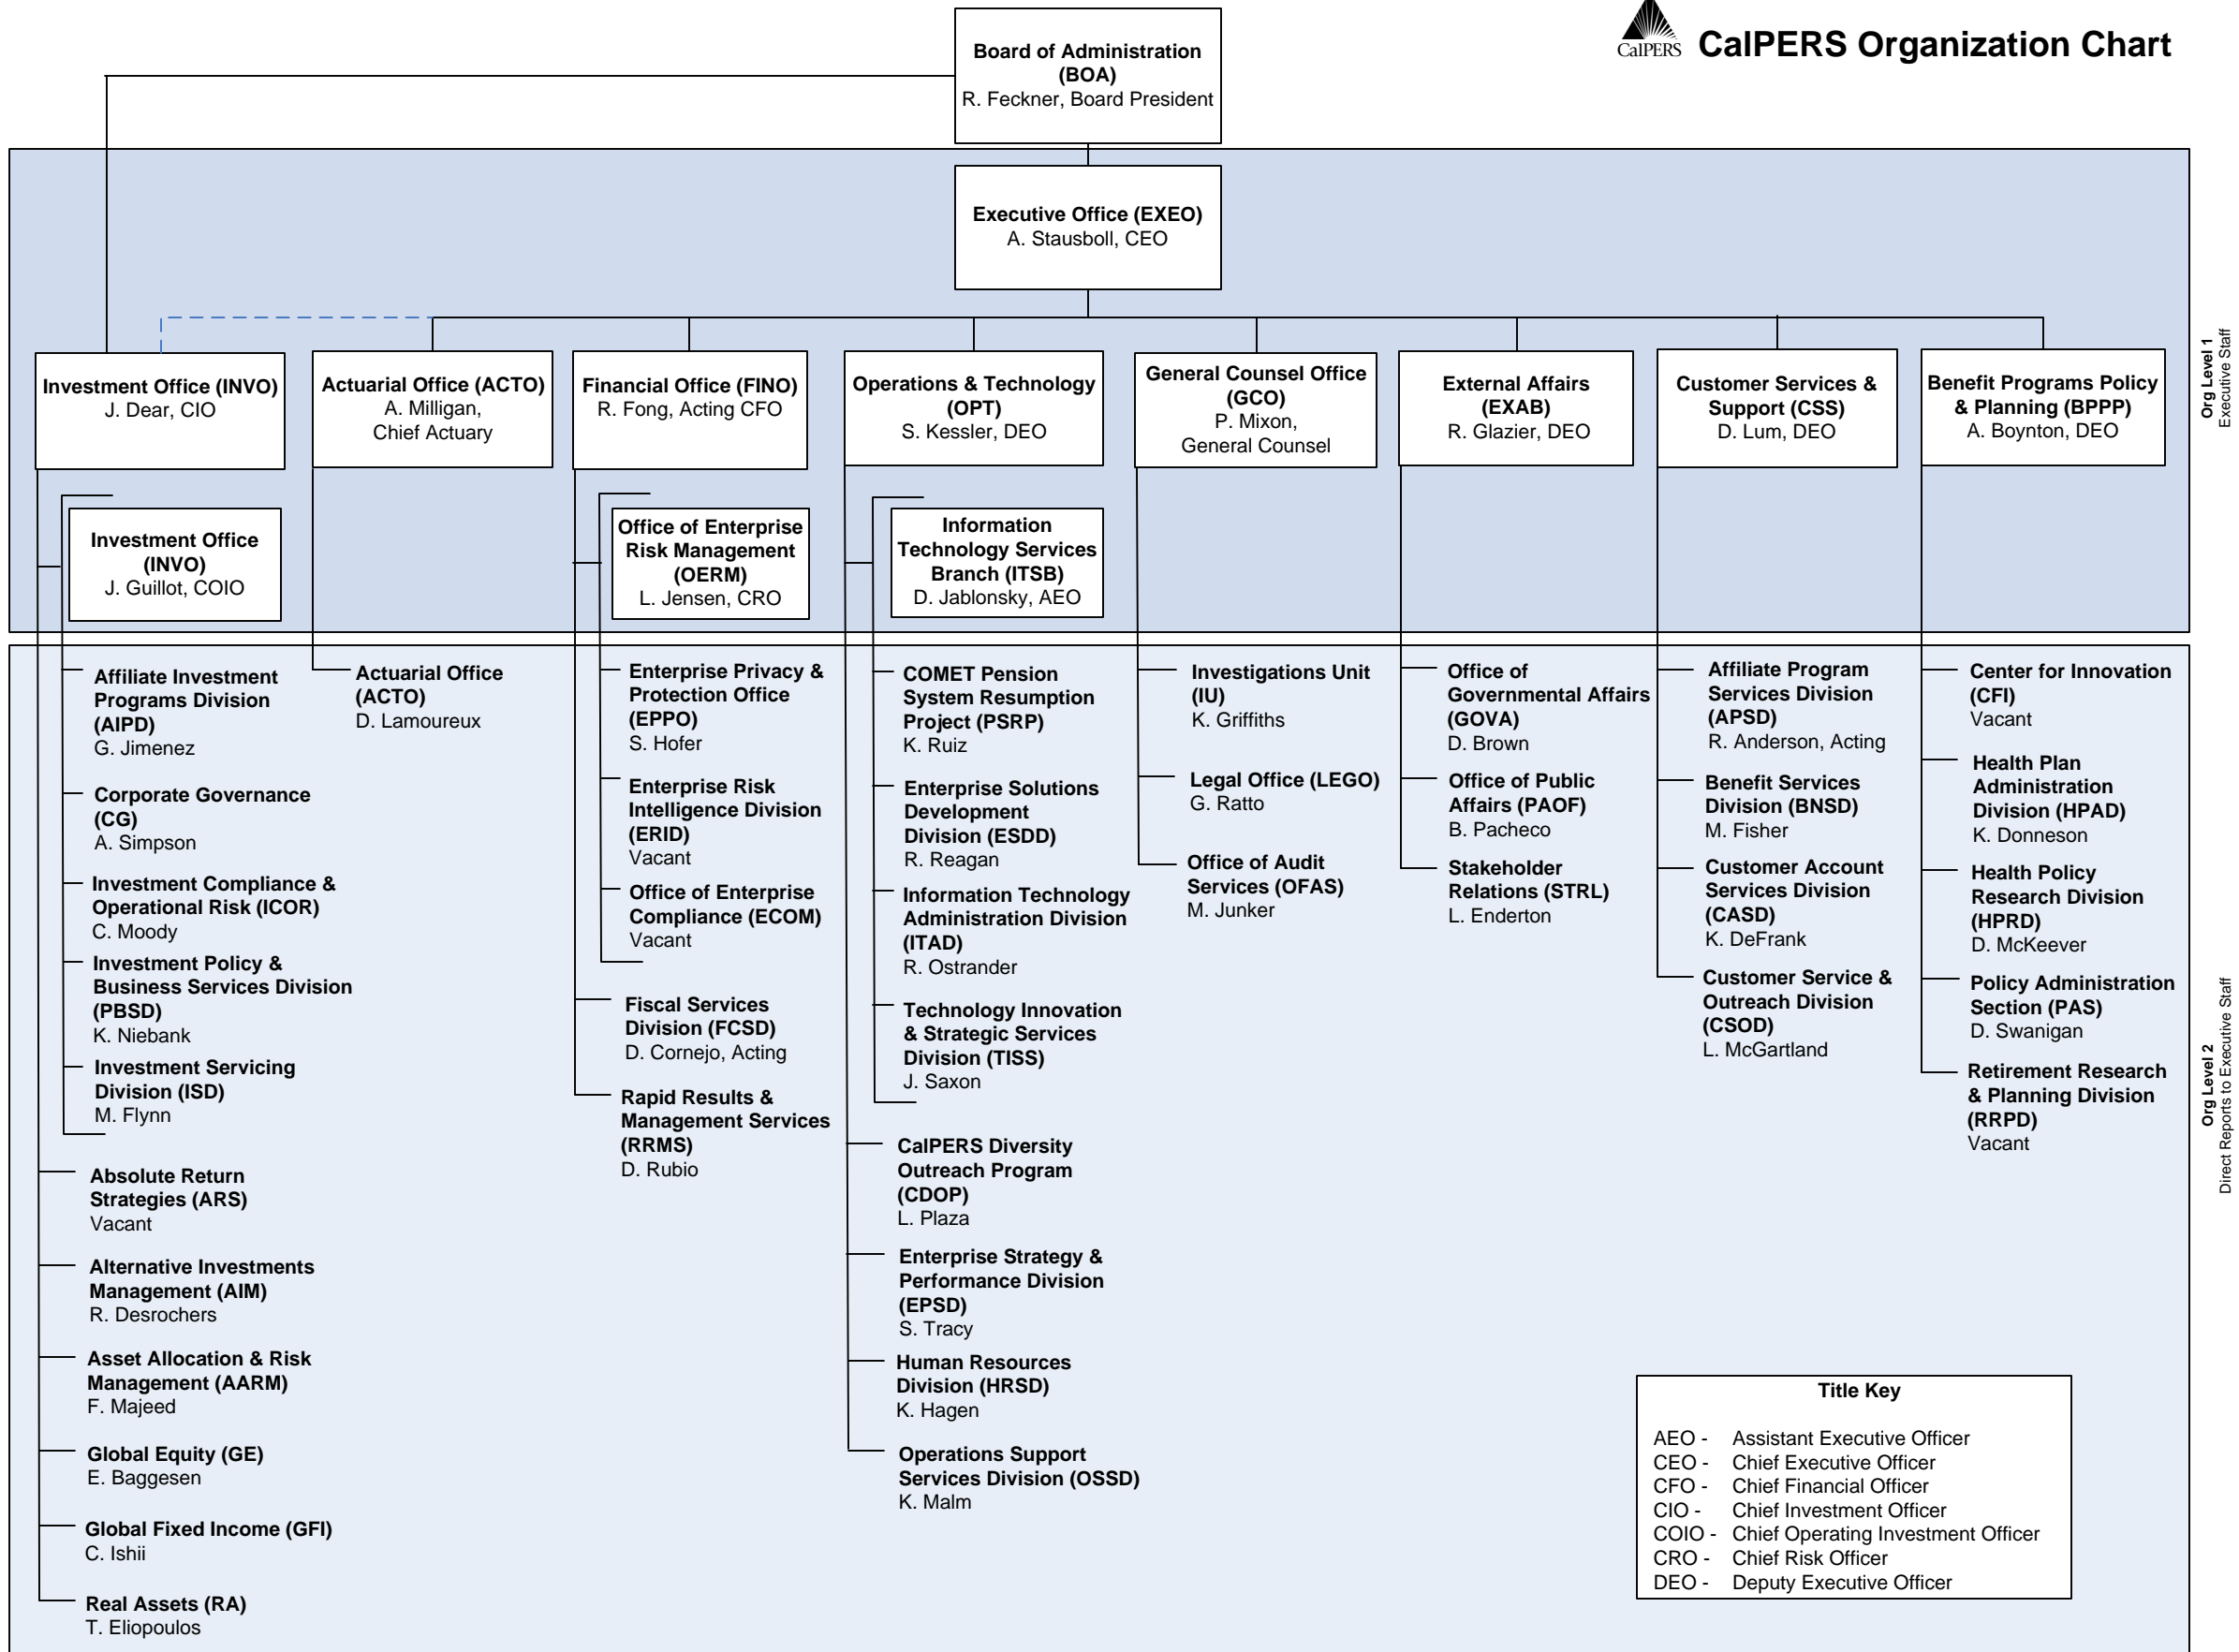 CalPERS
CalPERS Organization Chart
Board of Administration
(BOA)
R. Feckner, Board President
Executive Office (EXEO)
A. Stausboll, CEO
Investment Office (INVO)
J. Dear, CIO
Actuarial Office (ACTO)
A. Milligan,
Chief Actuary
Financial Office (FINO)
R. Fong, Acting CFO
Operations & Technology
(OPT)
S. Kessler, DEO
General Counsel Office
(GCO)
P. Mixon,
General Counsel
External Affairs
(EXAB)
R. Glazier, DEO
Customer Services &
Support (CSS)
D. Lum, DEO
Benefit Programs Policy
& Planning (BPPP)
A. Boynton, DEO
Org Level 1
Executive Staff
Investment Office
(INVO)
J. Guillot, COIO
Office of Enterprise
Risk Management
(OERM)
L. Jensen, CRO
Information
Technology Services
Branch (ITSB)
D. Jablonsky, AEO
Affiliate Investment
Programs Division
(AIPD)
G. Jimenez
Corporate Governance
(CG)
A. Simpson
Investment Compliance &
Operational Risk (ICOR)
C. Moody
Investment Policy &
Business Services Division
(PBSD)
K. Niebank
Investment Servicing
Division (ISD)
M. Flynn
Absolute Return
Strategies (ARS)
Vacant
Alternative Investments
Management (AIM)
R. Desrochers
Asset Allocation & Risk
Management (AARM)
F. Majeed
Global Equity (GE)
E. Baggesen
Global Fixed Income (GFI)
C. Ishii
Real Assets (RA)
T. Eliopoulos
Actuarial Office
(ACTO)
D. Lamoureux
Enterprise Privacy &
Protection Office
(EPPO)
S. Hofer
Enterprise Risk
Intelligence Division
(ERID)
Vacant
Office of Enterprise
Compliance (ECOM)
Vacant
Fiscal Services
Division (FCSD)
D. Cornejo, Acting
Rapid Results &
Management Services
(RRMS)
D. Rubio
COMET Pension
System Resumption
Project (PSRP)
K. Ruiz
Enterprise Solutions
Development
Division (ESDD)
R. Reagan
Information Technology
Administration Division
(ITAD)
R. Ostrander
Technology Innovation
& Strategic Services
Division (TISS)
J. Saxon
CalPERS Diversity
Outreach Program
(CDOP)
L. Plaza
Enterprise Strategy &
Performance Division
(EPSD)
S. Tracy
Human Resources
Division (HRSD)
K. Hagen
Operations Support
Services Division (OSSD)
K. Malm
Investigations Unit
(IU)
K. Griffiths
Legal Office (LEGO)
G. Ratto
Office of Audit
Services (OFAS)
M. Junker
Office of
Governmental Affairs
(GOVA)
D. Brown
Office of Public
Affairs (PAOF)
B. Pacheco
Stakeholder
Relations (STRL)
L. Enderton
Affiliate Program
Services Division
(APSD)
R. Anderson, Acting
Benefit Services
Division (BNSD)
M. Fisher
Customer Account
Services Division
(CASD)
K. DeFrank
Customer Service &
Outreach Division
(CSOD)
L. McGartland
Center for Innovation
(CFI)
Vacant
Health Plan
Administration
Division (HPAD)
K. Donneson
Health Policy
Research Division
(HPRD)
D. McKeever
Policy Administration
Section (PAS)
D. Swanigan
Retirement Research
& Planning Division
(RRPD)
Vacant
Org Level 2
Direct Reports to Executive Staff
Title Key
AEO - Assistant Executive Officer
CEO - Chief Executive Officer
CFO - Chief Financial Officer
CIO - Chief Investment Officer
COIO - Chief Operating Investment Officer
CRO - Chief Risk Officer
DEO - Deputy Executive Officer